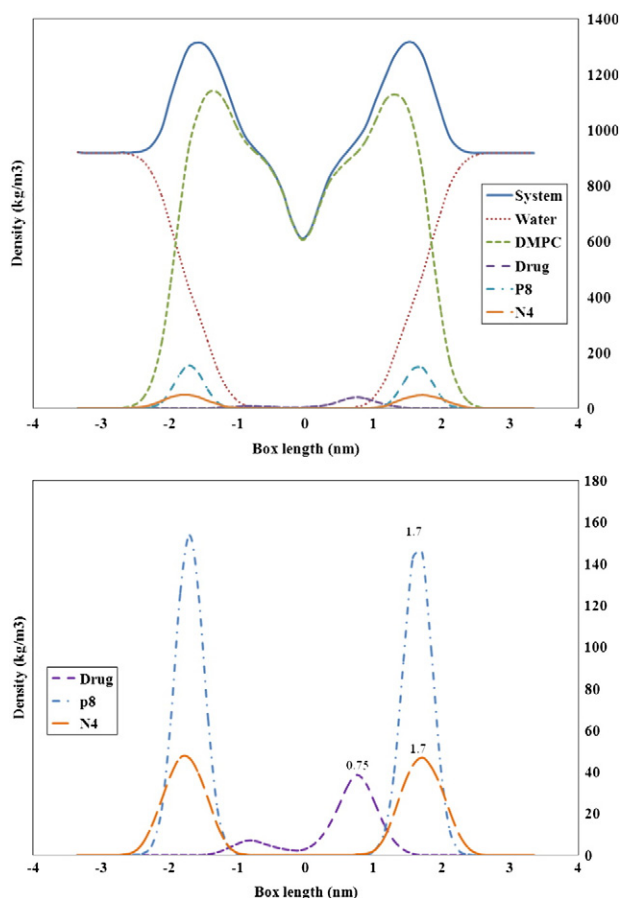 1400
1200
1000
800
600
400
200
0
Density (kg/m3)
System
Water
DMPC
Drug
P8
N4
-4 -3 -2 -1 0 1 2 3 4
Box length (nm)
180
160
140
120
100
80
60
40
20
0
Density (kg/m3)
Drug
p8
N4
1.7
0.75
1.7
-4 -3 -2 -1 0 1 2 3 4
Box length (nm)